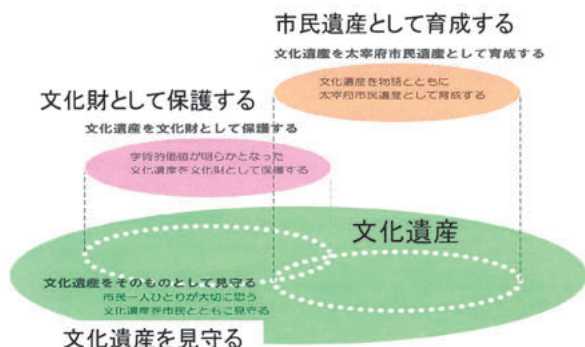 市民遺産として育成する
文化遺産を太宰府市民遺産として育成する
文化遺産を物語とともに
太宰府市民遺産として育成する
文化財として保護する
文化遺産を文化財として保護する
学術的価値が明らかとなった
文化遺産を文化財として保護する
文化遺産
文化遺産をそのものとして見守る
市民一人ひとりが大切に思う
文化遺産を市民とともに見守る
文化遺産を見守る